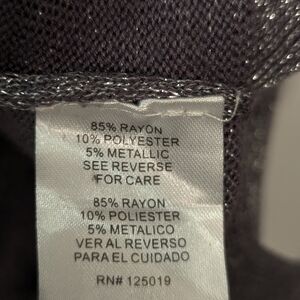 85% RAYON
10% POLYESTER
5% METALLIC
SEE REVERSE
FOR CARE
85% RAYON
10% POLIESTER
5% METALICO
VER AL REVERSO
PARA EL CUIDADO
RN# 125019